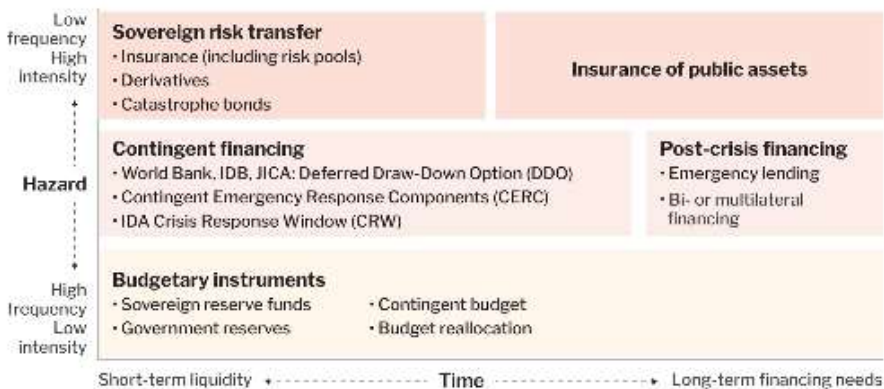 Low
frequency
High
intensity
Hazard
High
frequency
Low
intensity
Sovereign risk transfer
• Insurance (including risk pools)
• Derivatives
• Catastrophe bonds
Insurance of public assets
Contingent financing
• World Bank, IDB, JICA: Deferred Draw-Down Option (DDO)
• Contingent Emergency Response Components (CERC)
• IDA Crisis Response Window (CRW)
Post-crisis financing
• Emergency lending
• Bi- or multilateral
financing
Budgetary instruments
• Sovereign reserve funds
• Government reserves
• Contingent budget
• Budget reallocation
Short-term liquidity
Time
Long-term financing needs